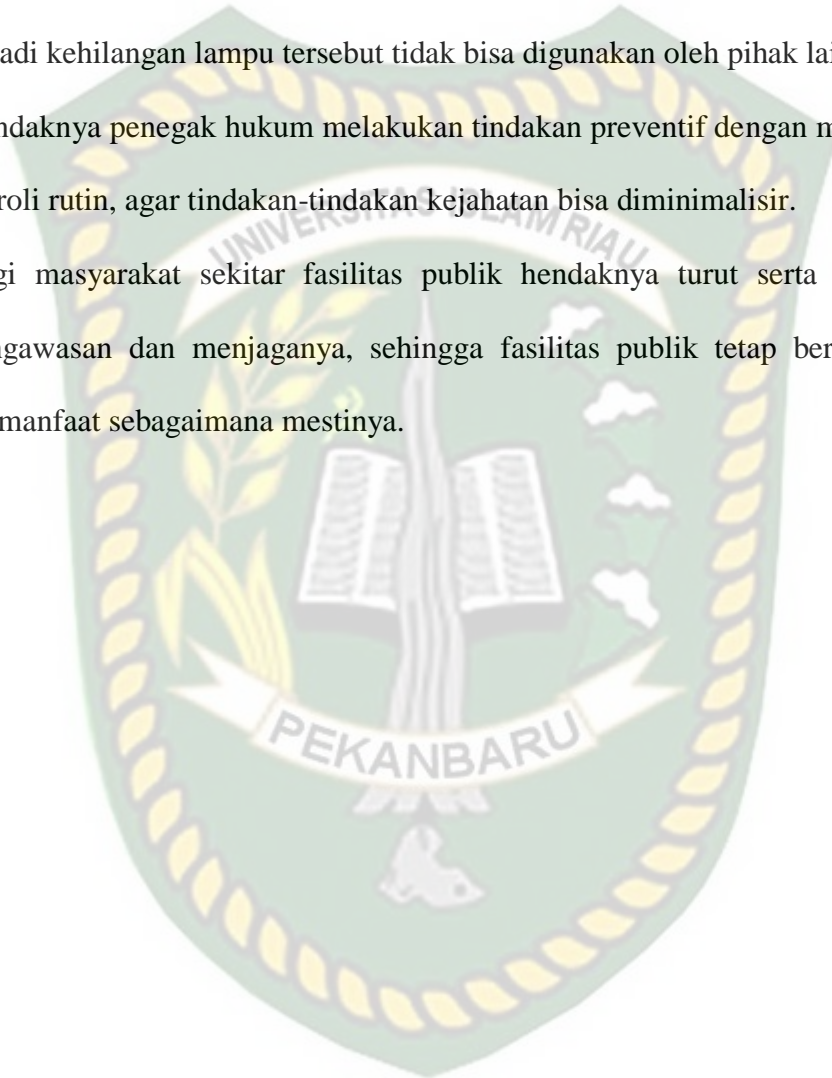 adi kehilangan lampu tersebut tidak bisa digunakan oleh pihak lai
ndaknya penegak hukum melakukan tindakan preventif dengan m
roli rutin, agar tindakan-tindakan kejahatan bisa diminimalisir.
UNIVERSITAS ISLAM RIAU
gi masyarakat sekitar fasilitas publik hendaknya turut serta
ngawasan dan menjaganya, sehingga fasilitas publik tetap ber
manfaat sebagaimana mestinya.
PEKANBARU